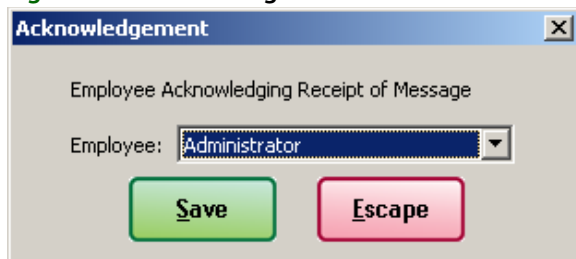 Acknowledgement
Employee Acknowledging Receipt of Message
Employee: Administrator
Save Escape